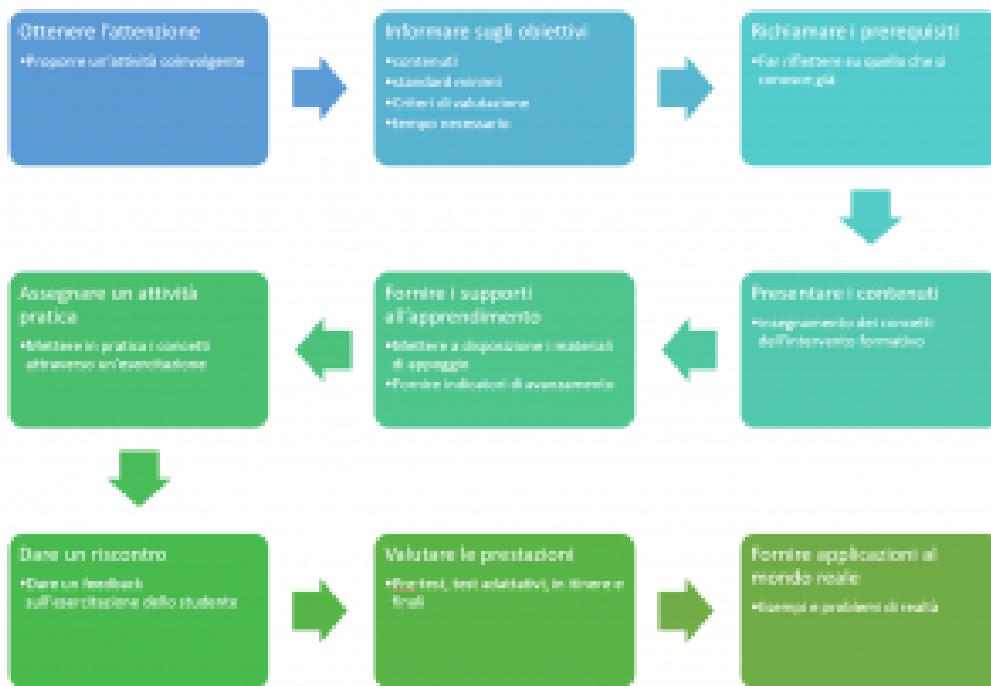 Ottenere l'attenzione
•Proporre un'attività coinvolgente
Informare sugli obiettivi
•contenuti
•standard minimi
•Criteri di valutazione
•tempo necessario
Richiamare i prerequisiti
•Far riflettere su quello che si
conosce già
Presentare i contenuti
•Insegnamento dei concetti
dell'intervento formativo
Fornire i supporti
all'apprendimento
•Mettere a disposizione i materiali
di appoggio
•Fornire indicatori di avanzamento
Assegnare un attività
pratica
•Mettere in pratica i concetti
attraverso un'esercitazione
Dare un riscontro
•Dare un feedback
sull'esercitazione dello studente
Valutare le prestazioni
•Pre test, test adattativi, in itinere e
finali
Fornire applicazioni al
mondo reale
•Esempi e problemi di realtà